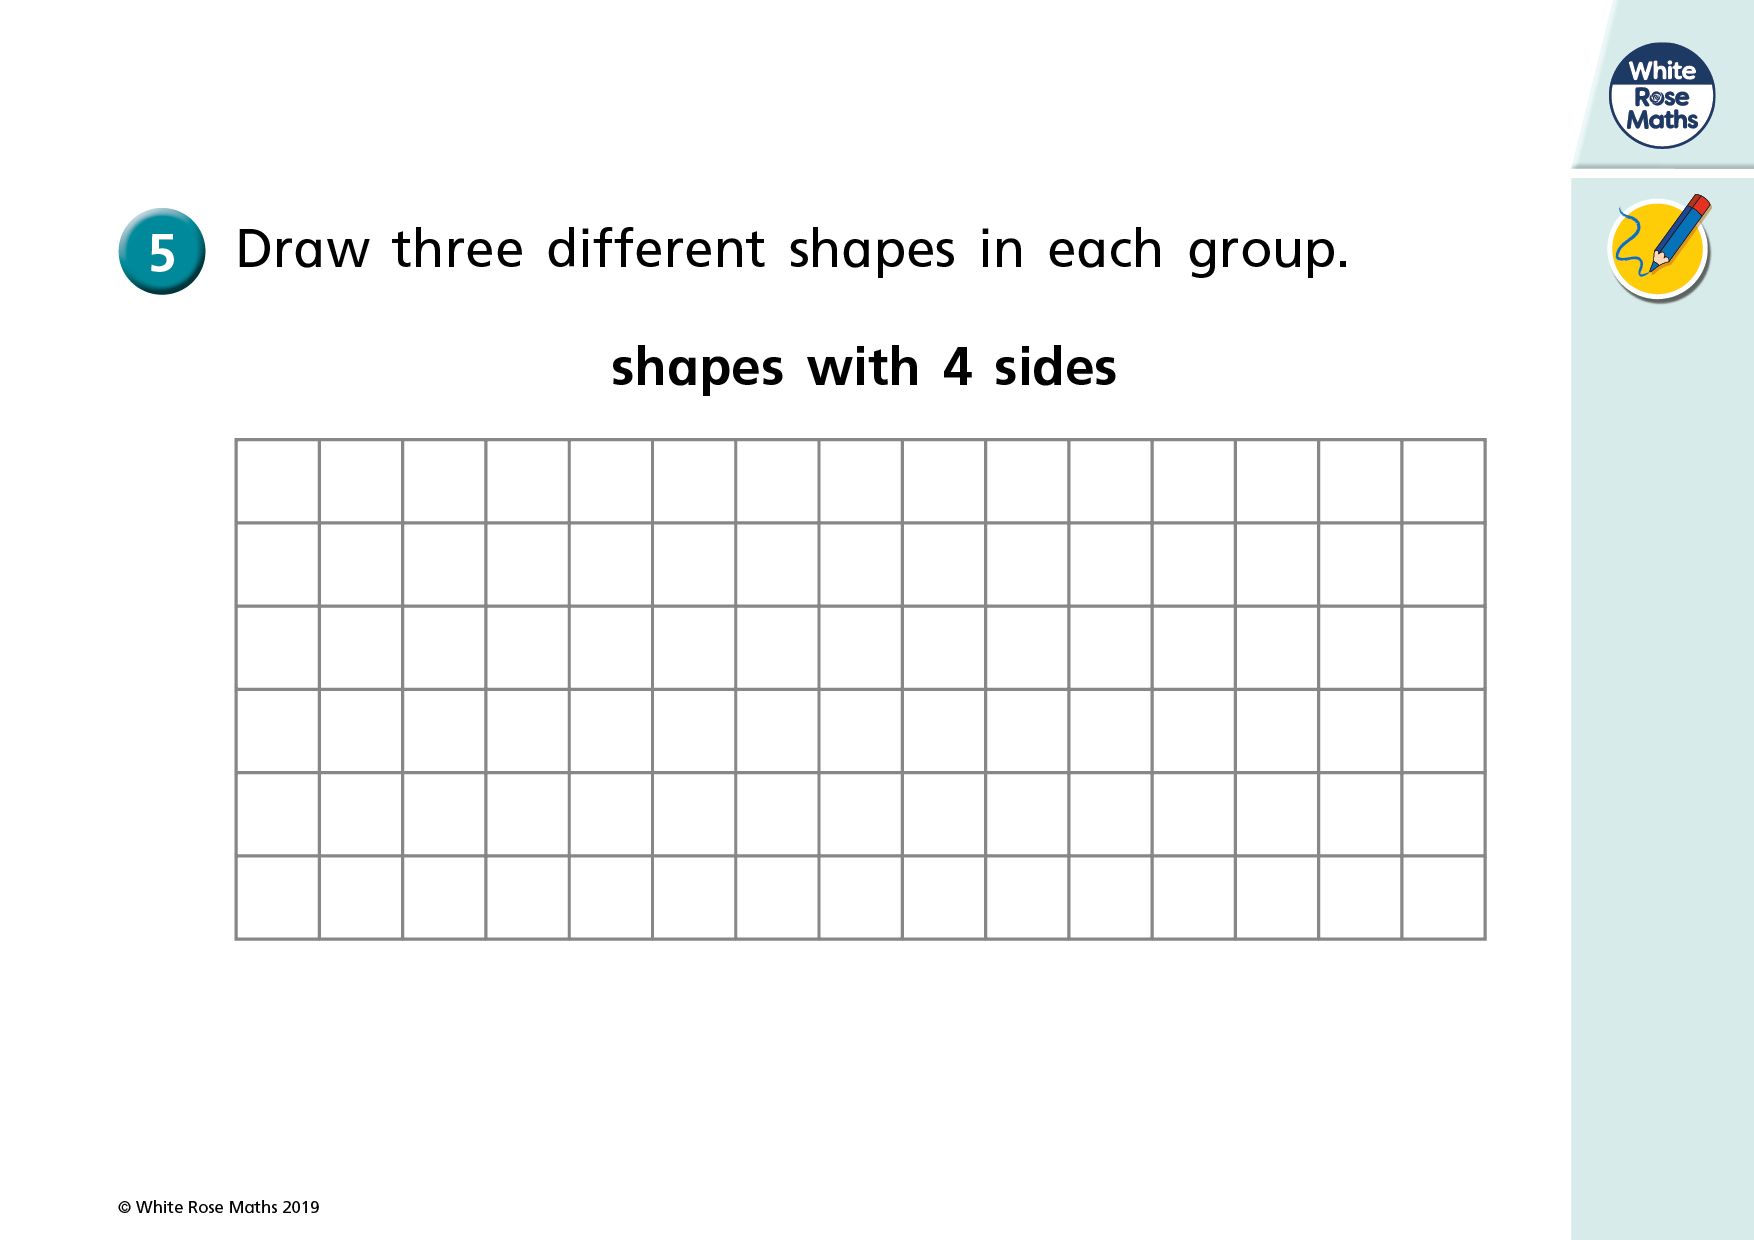 White
Rose
Maths
5 Draw three different shapes in each group.
shapes with 4 sides
© White Rose Maths 2019